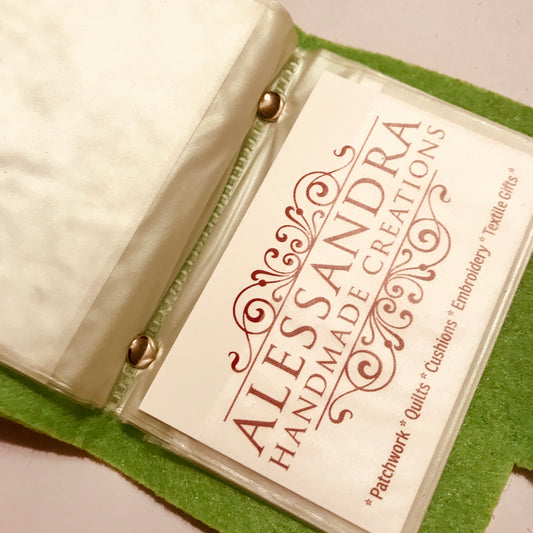 ALESSANDRA
HANDMADE CREATIONS
* Patchwork * Quilts * Cushions * Embroidery * Textile Gifts *